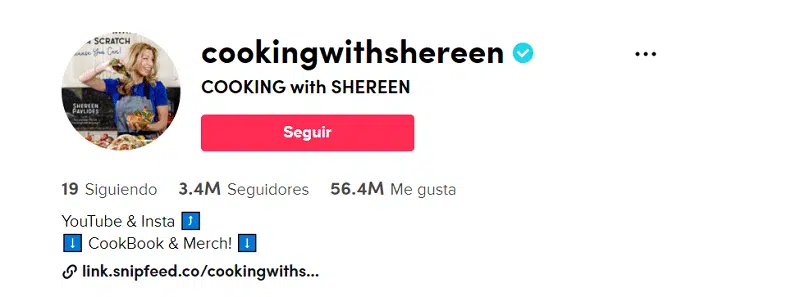 SCRATCH
Because You Can!
SHEREEN
PAVLIDES
cookingwithshereen
COOKING with SHEREEN
Seguir
19 Siguiendo 3.4M Seguidores 56.4M Me gusta
YouTube & Insta ⤴
⬇ CookBook & Merch! ⬇
link.snipfeed.co/cookingwiths...